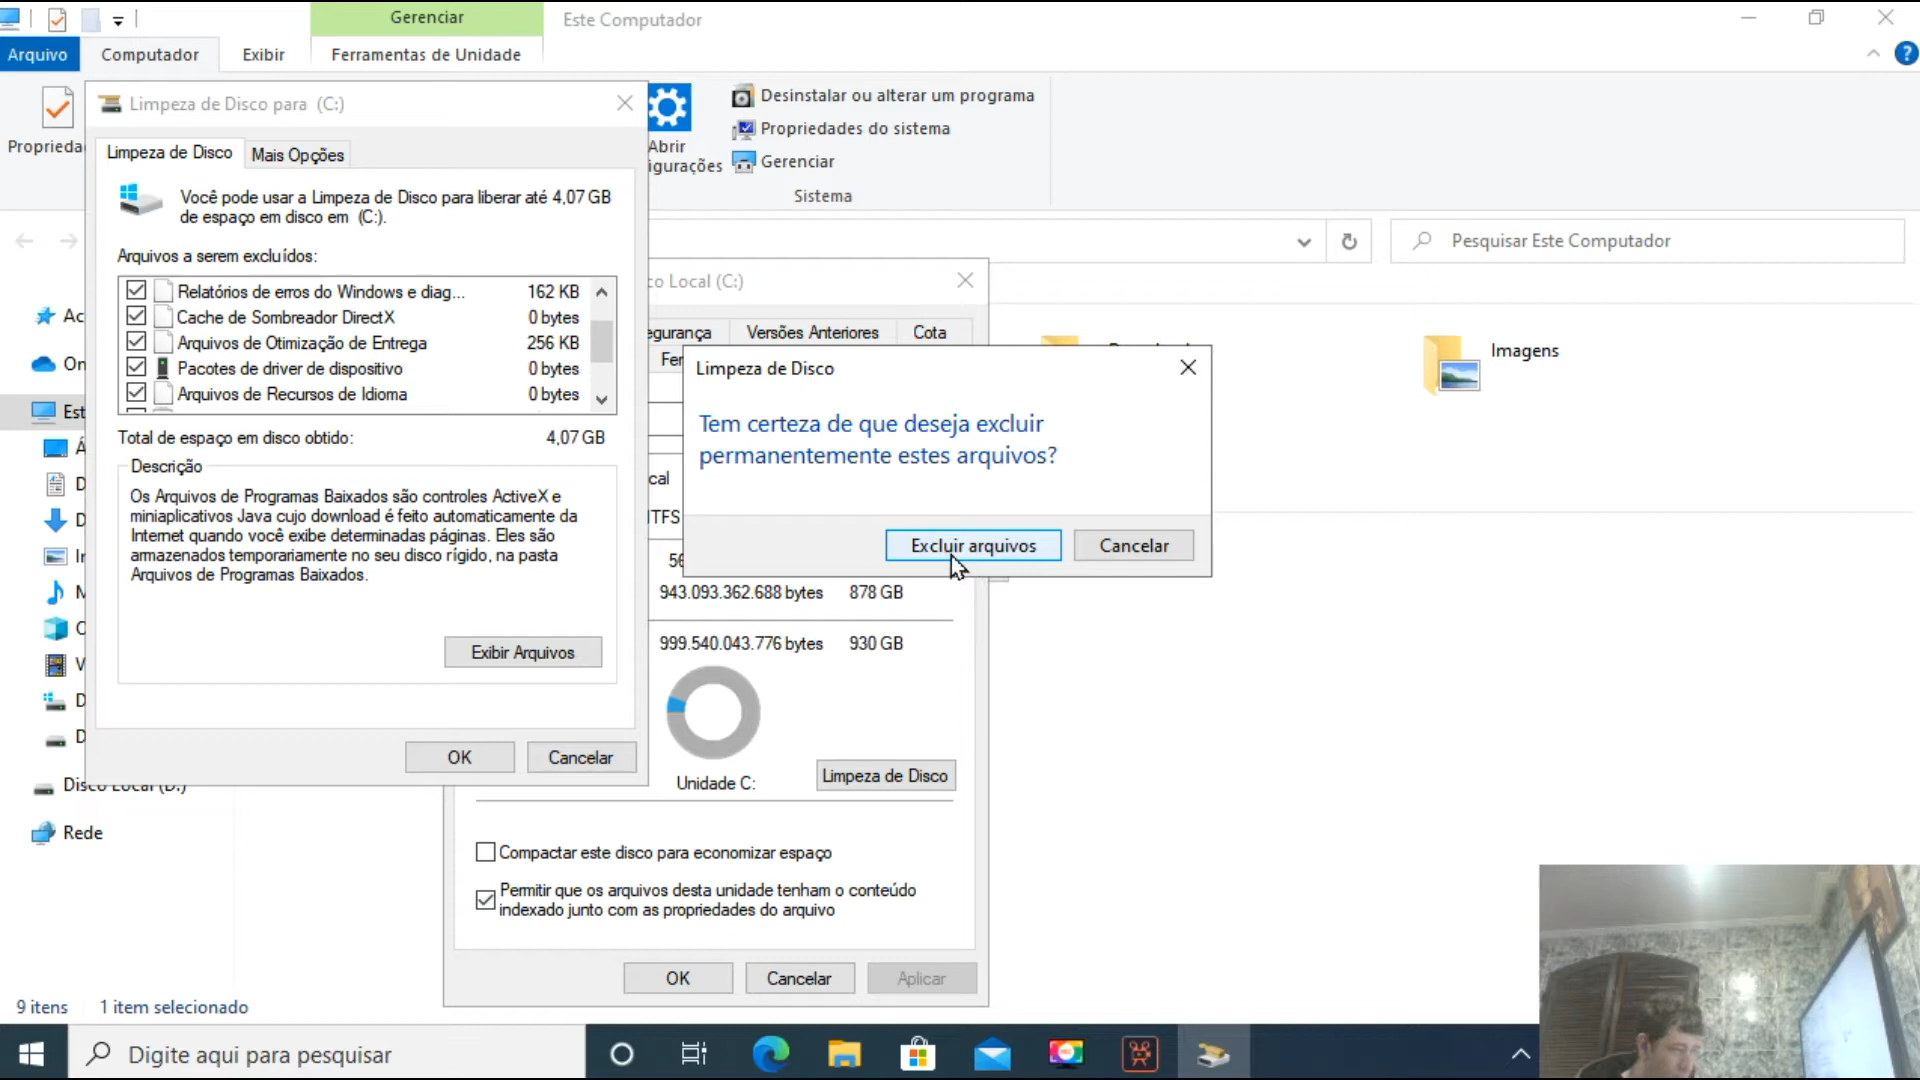 Gerenciar
Este Computador
Arquivo
Computador
Exibir
Ferramentas de Unidade
Limpeza de Disco para (C:)
Desinstalar ou alterar um programa
Propriedades do sistema
Abrir
Gerenciar
Sistema
Limpeza de Disco
Mais Opções
Você pode usar a Limpeza de Disco para liberar até 4,07 GB
de espaço em disco em (C:).
Pesquisar Este Computador
Arquivos a serem excluídos:
Local (C:)
Relatórios de erros do Windows e diag... 162 KB
Cache de Sombreador DirectX 0 bytes
Arquivos de Otimização de Entrega 256 KB
Pacotes de driver de dispositivo 0 bytes
Arquivos de Recursos de Idioma 0 bytes
Versões Anteriores
Cota
Imagens
Total de espaço em disco obtido: 4,07 GB
Descrição
Os Arquivos de Programas Baixados são controles ActiveX e
miniaplicativos Java cujo download é feito automaticamente da
Internet quando você exibe determinadas páginas. Eles são
armazenados temporariamente no seu disco rígido, na pasta
Arquivos de Programas Baixados.
Exibir Arquivos
OK
Cancelar
Limpeza de Disco
Tem certeza de que deseja excluir
permanentemente estes arquivos?
Excluir arquivos
Cancelar
943.093.362.688 bytes 878 GB
999.540.043.776 bytes 930 GB
Unidade C:
Limpeza de Disco
Compactar este disco para economizar espaço
Permitir que os arquivos desta unidade tenham o conteúdo
indexado junto com as propriedades do arquivo
OK
Cancelar
Aplicar
Disco Local (D:)
Rede
9 itens
1 item selecionado
Digite aqui para pesquisar